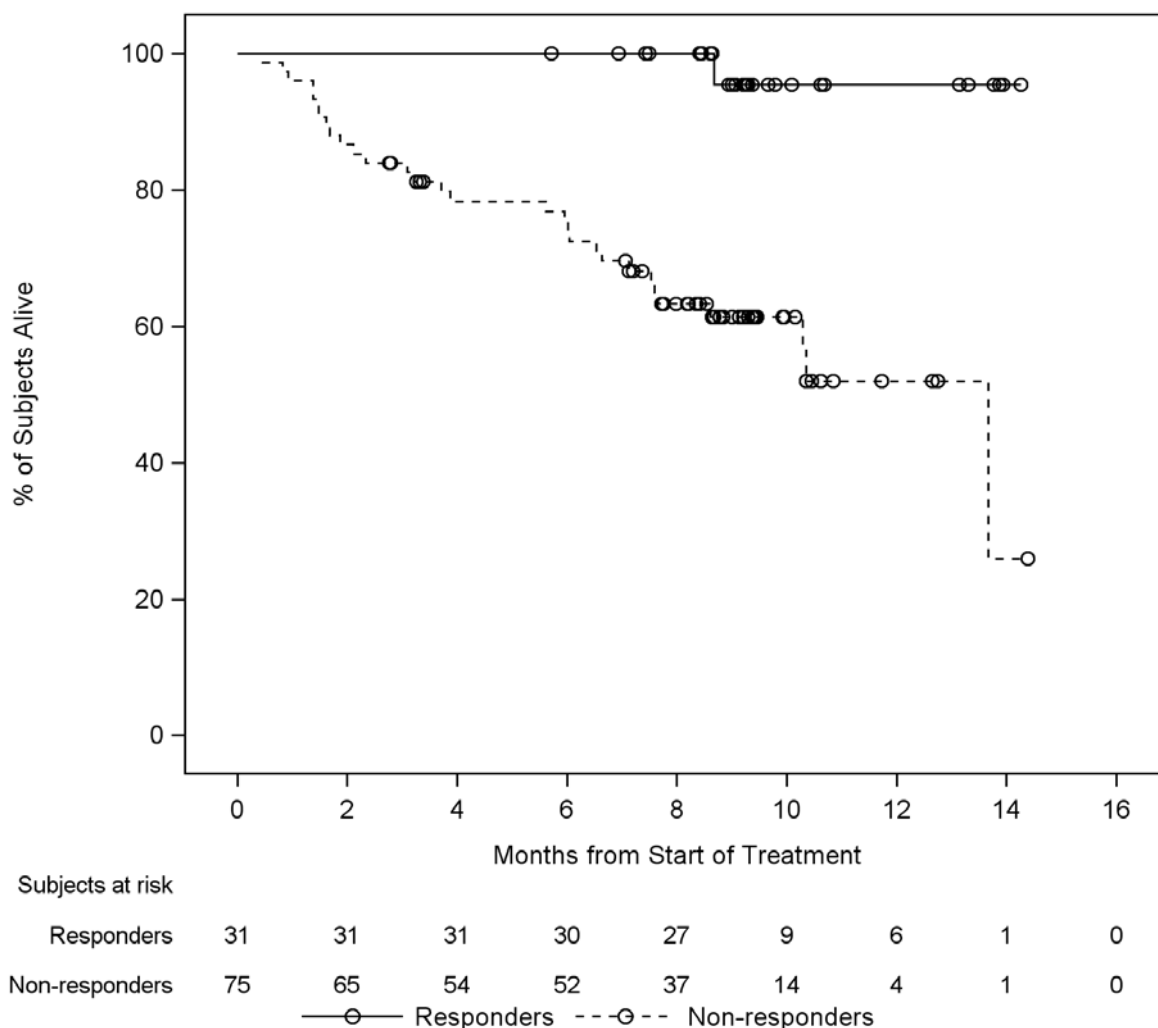 % of Subjects Alive
100
80
60
40
20
0
0 2 4 6 8 10 12 14 16
Months from Start of Treatment
Subjects at risk
Responders 31 31 31 30 27 9 6 1 0
Non-responders 75 65 54 52 37 14 4 1 0
Responders Non-responders